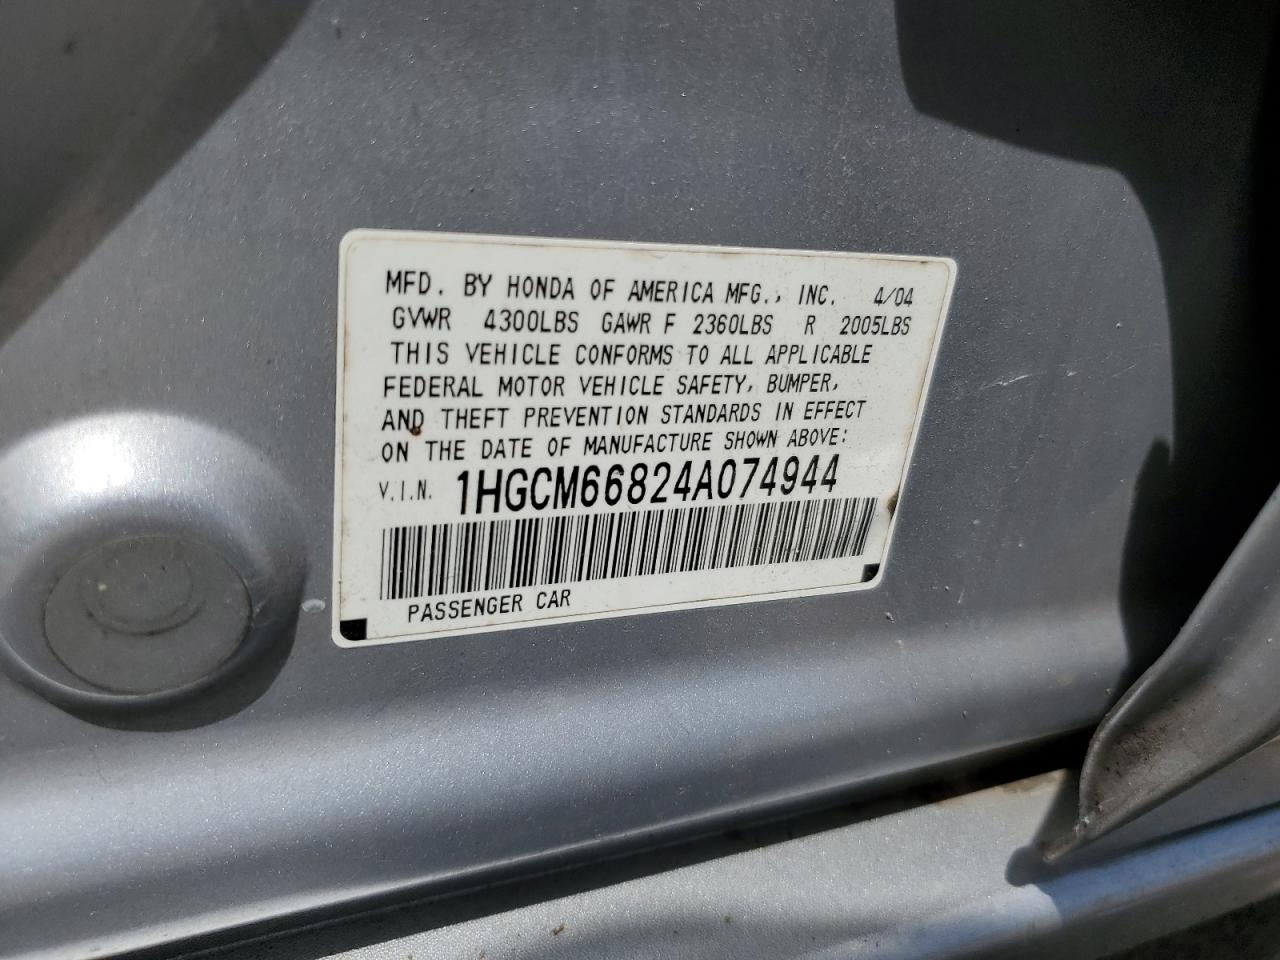 MFD. BY HONDA OF AMERICA MFG., INC. 4/04
GVWR 4300LBS GAWR F 2360LBS R 2005LBS
THIS VEHICLE CONFORMS TO ALL APPLICABLE
FEDERAL MOTOR VEHICLE SAFETY, BUMPER,
AND THEFT PREVENTION STANDARDS IN EFFECT
ON THE DATE OF MANUFACTURE SHOWN ABOVE:
V.I.N. 1HGCM66824A074944
PASSENGER CAR